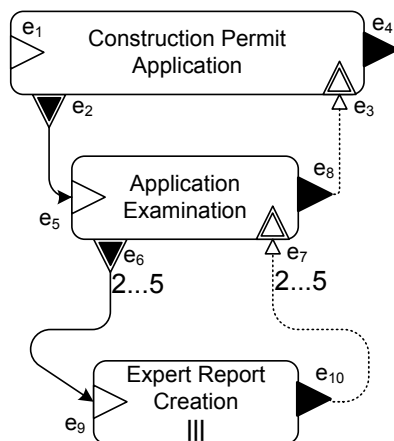 e1
Construction Permit
Application
e4
e2
e3
Application
Examination
e8
e5
e6
e7
2...5
2...5
Expert Report
Creation
e10
e9